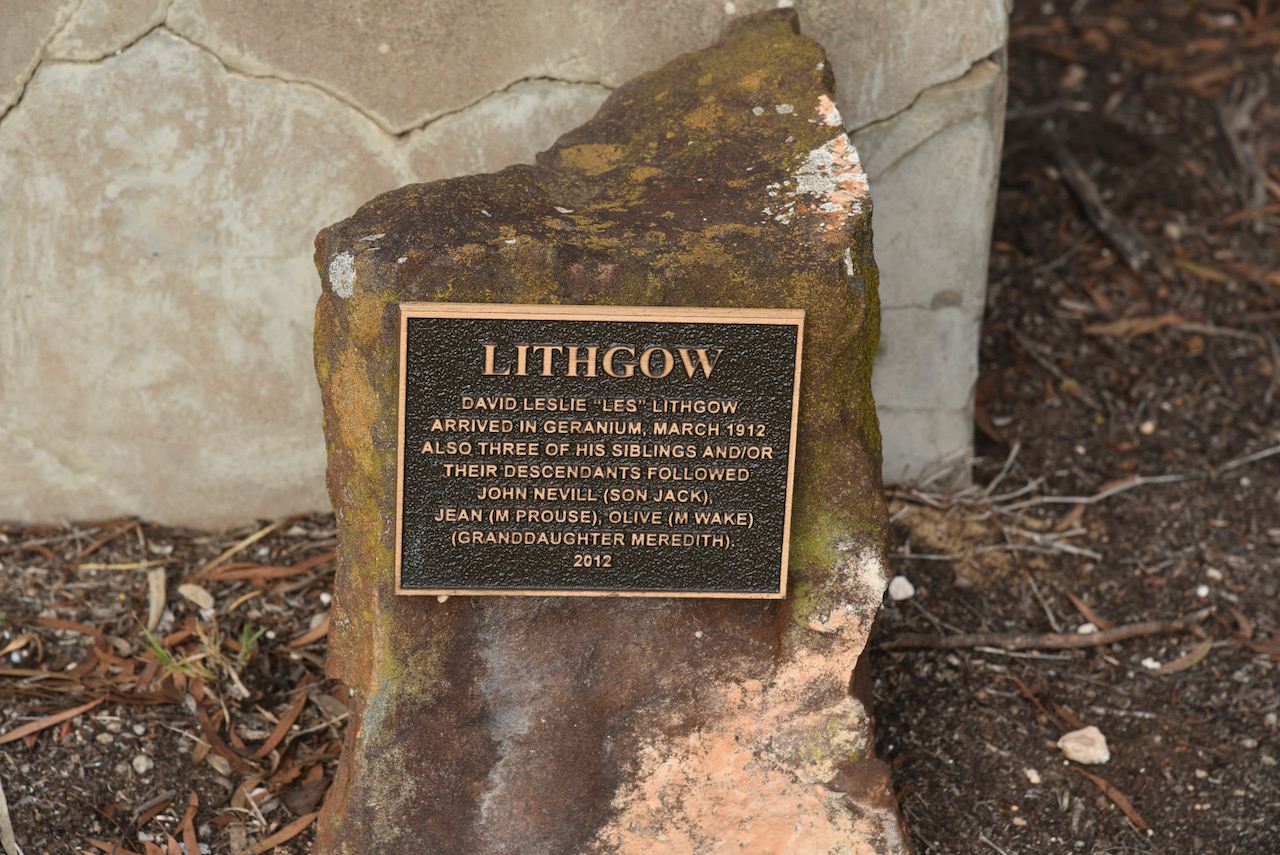 LITHGOW
DAVID LESLIE "LES" LITHGOW
ARRIVED IN GERANIUM, MARCH 1912
ALSO THREE OF HIS SIBLINGS AND/OR
THEIR DESCENDANTS FOLLOWED
JOHN NEVILL (SON JACK),
JEAN (M PROUSE), OLIVE (M WAKE)
(GRANDDAUGHTER MEREDITH).
2012